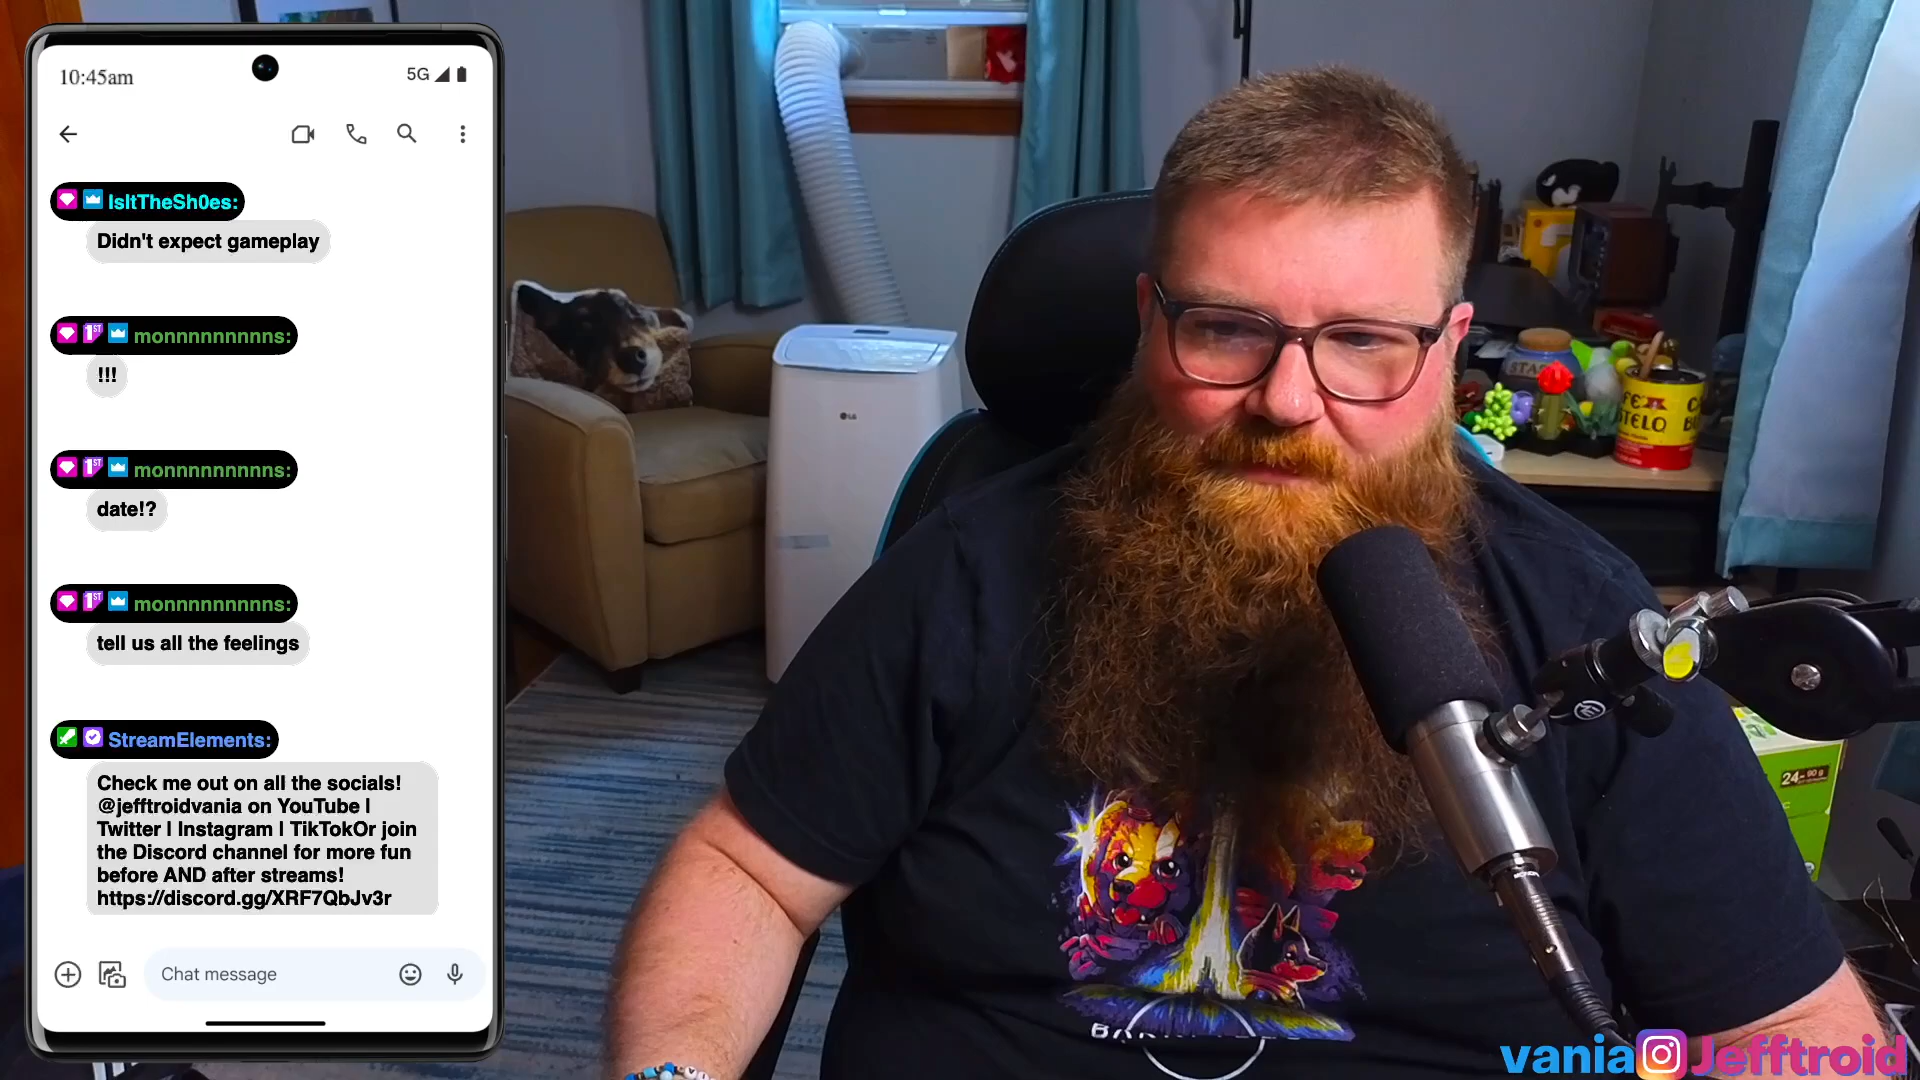 10:45am
5G
IsItTheSh0es:
Didn't expect gameplay
monnnnnnnnns:
!!!
monnnnnnnnns:
date!?
monnnnnnnnns:
tell us all the feelings
StreamElements:
Check me out on all the socials!
@jefftroidvania on YouTube |
Twitter | Instagram | TikTokOr join
the Discord channel for more fun
before AND after streams!
https://discord.gg/XRF7QbJv3r
Chat message
LG
24
vania
Jefftroid